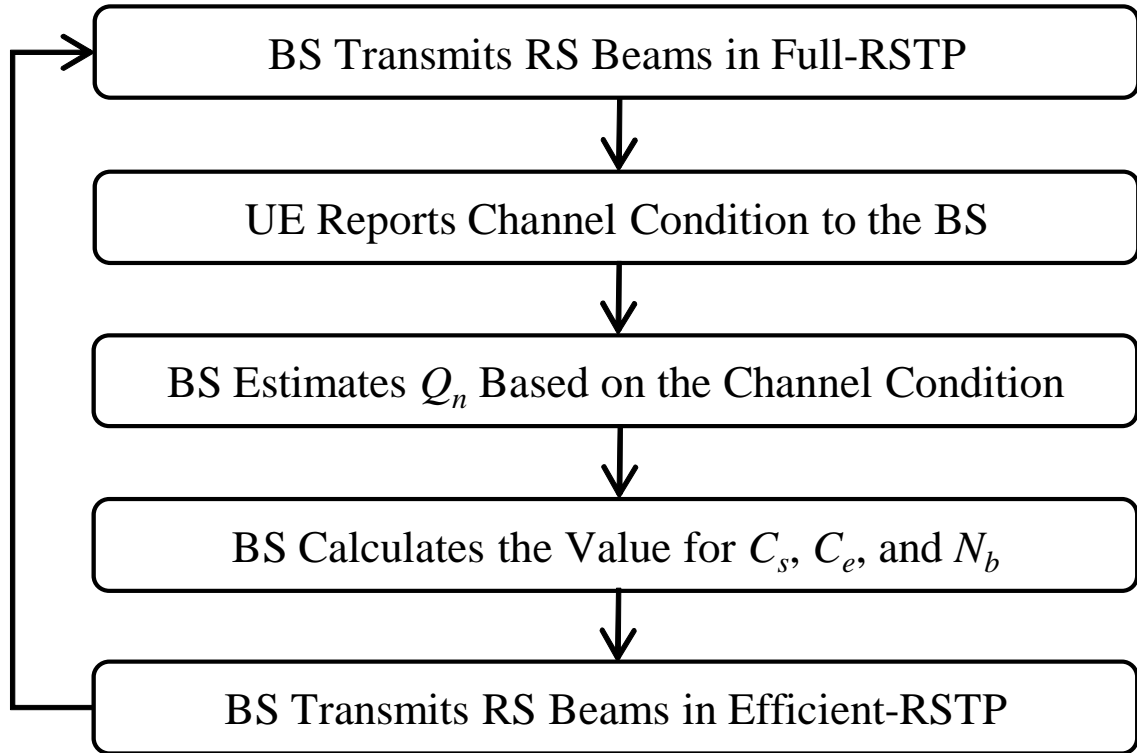 BS Transmits RS Beams in Full-RSTP
UE Reports Channel Condition to the BS
BS Estimates Qn Based on the Channel Condition
BS Calculates the Value for Cs, Ce, and Nb
BS Transmits RS Beams in Efficient-RSTP